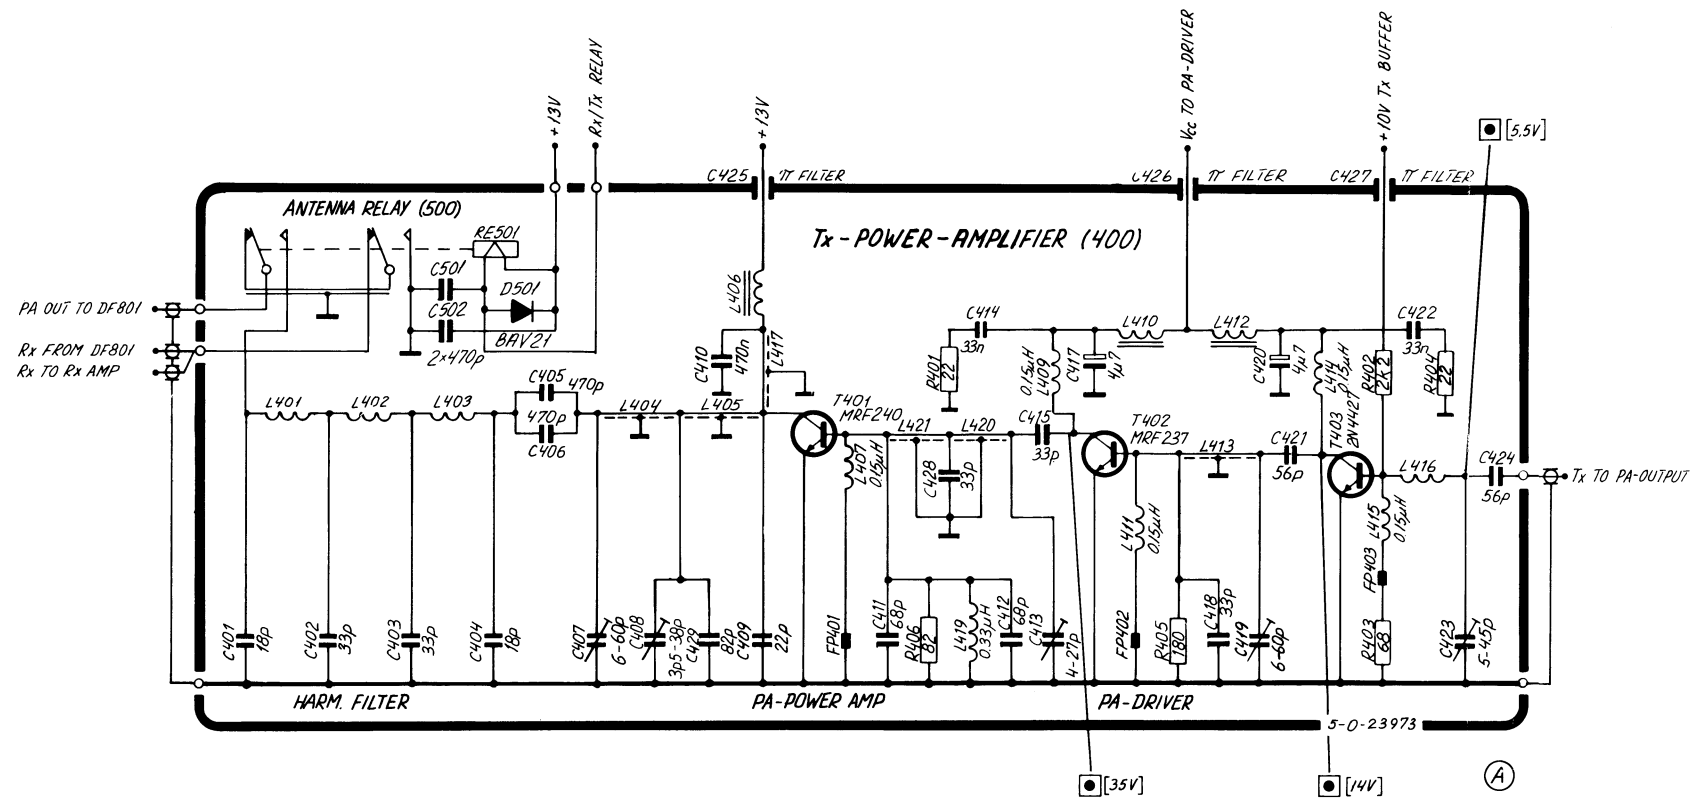 +13V
Rx/Tx RELAY
+13V
Vcc TO PA-DRIVER
+10V Tx BUFFER
[5.5V]
C425
π FILTER
C426
π FILTER
C427
π FILTER
ANTENNA RELAY (500)
RE501
Tx-POWER-AMPLIFIER (400)
C501
D501
C502
BAV21
2×470p
L406
PA OUT TO DF801
Rx FROM DF801
Rx TO Rx AMP
C410
470n
L417
C414
33n
R401
22
0.15µH
L409
C417
4µ7
L410
L412
C420
4µ7
L414
0.15µH
R402
2K2
C422
33n
R404
22
L401
L402
L403
C405
470p
470p
C406
L404
L405
T401
MRF240
L407
0.15µH
L421
L420
C428
33p
C415
33p
T402
MRF237
L413
C421
56p
T403
2N4427
L416
C424
56p
Tx TO PA-OUTPUT
L411
0.15µH
L415
0.15µH
FP403
C401
18p
C402
33p
C403
33p
C404
18p
C407
6-60p
C408
3p5-38p
C429
82p
C409
22p
FP401
C411
68p
R406
82
L419
0.33µH
C412
68p
C413
4-27p
FP402
R405
180
C418
33p
C419
6-60p
R403
68
C423
5-45p
HARM. FILTER
PA-POWER AMP
PA-DRIVER
5-0-23973
[35V]
[14V]
A